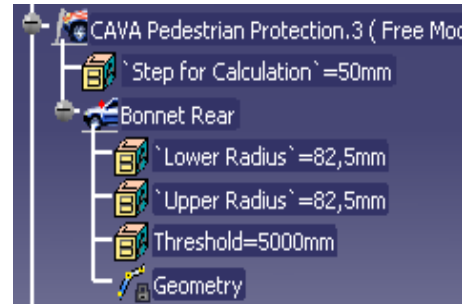 CAVA Pedestrian Protection.3 ( Free Mod
`Step for Calculation`=50mm
Bonnet Rear
`Lower Radius`=82,5mm
`Upper Radius`=82,5mm
Threshold=5000mm
Geometry